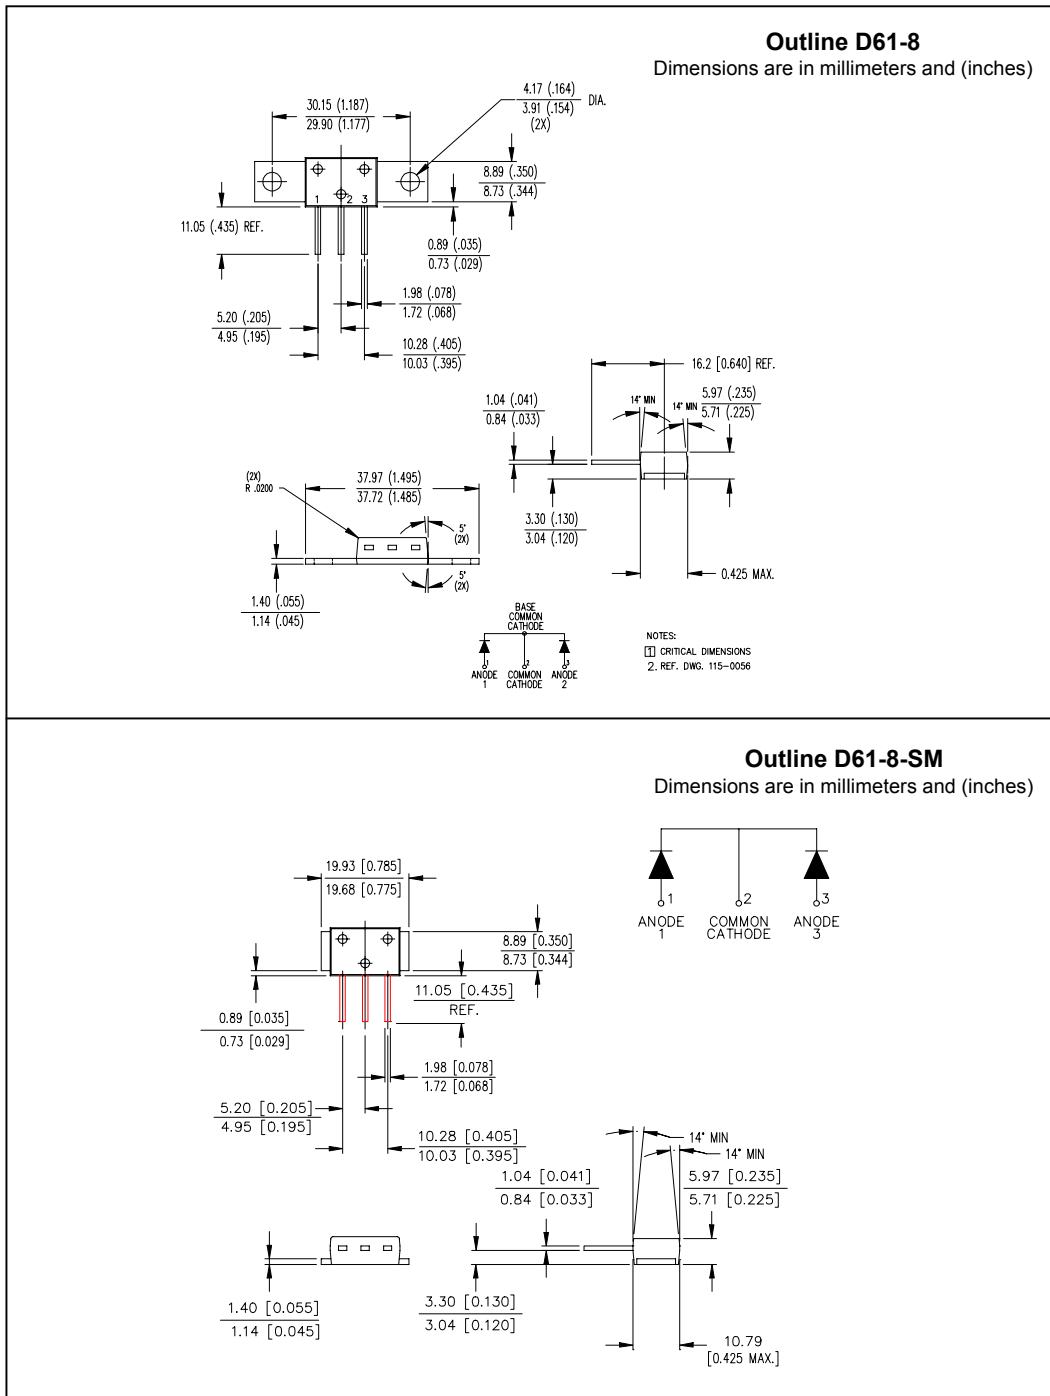 Outline D61-8
Dimensions are in millimeters and (inches)
30.15 (1.187)
29.90 (1.177)
4.17 (.164)
3.91 (.154)
DIA.
(2X)
8.89 (.350)
8.73 (.344)
1 2 3
11.05 (.435) REF.
0.89 (.035)
0.73 (.029)
1.98 (.078)
1.72 (.068)
5.20 (.205)
4.95 (.195)
10.28 (.405)
10.03 (.395)
16.2 [0.640] REF.
1.04 (.041)
0.84 (.033)
14° MIN
14° MIN
5.97 (.235)
5.71 (.225)
(2X)
R .0200
37.97 (1.495)
37.72 (1.485)
5°
(2X)
3.30 (.130)
3.04 (.120)
5°
(2X)
0.425 MAX.
1.40 (.055)
1.14 (.045)
BASE
COMMON
CATHODE
1 2 3
ANODE
1
COMMON
CATHODE
ANODE
2
NOTES:
1 CRITICAL DIMENSIONS
2. REF. DWG. 115-0056
Outline D61-8-SM
Dimensions are in millimeters and (inches)
1 2 3
ANODE
1
COMMON
CATHODE
ANODE
3
19.93 [0.785]
19.68 [0.775]
8.89 [0.350]
8.73 [0.344]
11.05 [0.435]
REF.
0.89 [0.035]
0.73 [0.029]
1.98 [0.078]
1.72 [0.068]
5.20 [0.205]
4.95 [0.195]
10.28 [0.405]
10.03 [0.395]
14° MIN
14° MIN
1.04 [0.041]
0.84 [0.033]
5.97 [0.235]
5.71 [0.225]
1.40 [0.055]
1.14 [0.045]
3.30 [0.130]
3.04 [0.120]
10.79
[0.425 MAX.]